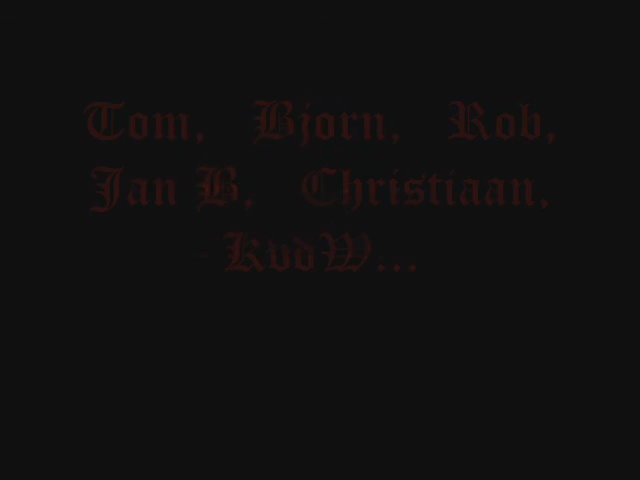 Tom, Bjorn, Rob,
Jan B, Christiaan,
KvdW...